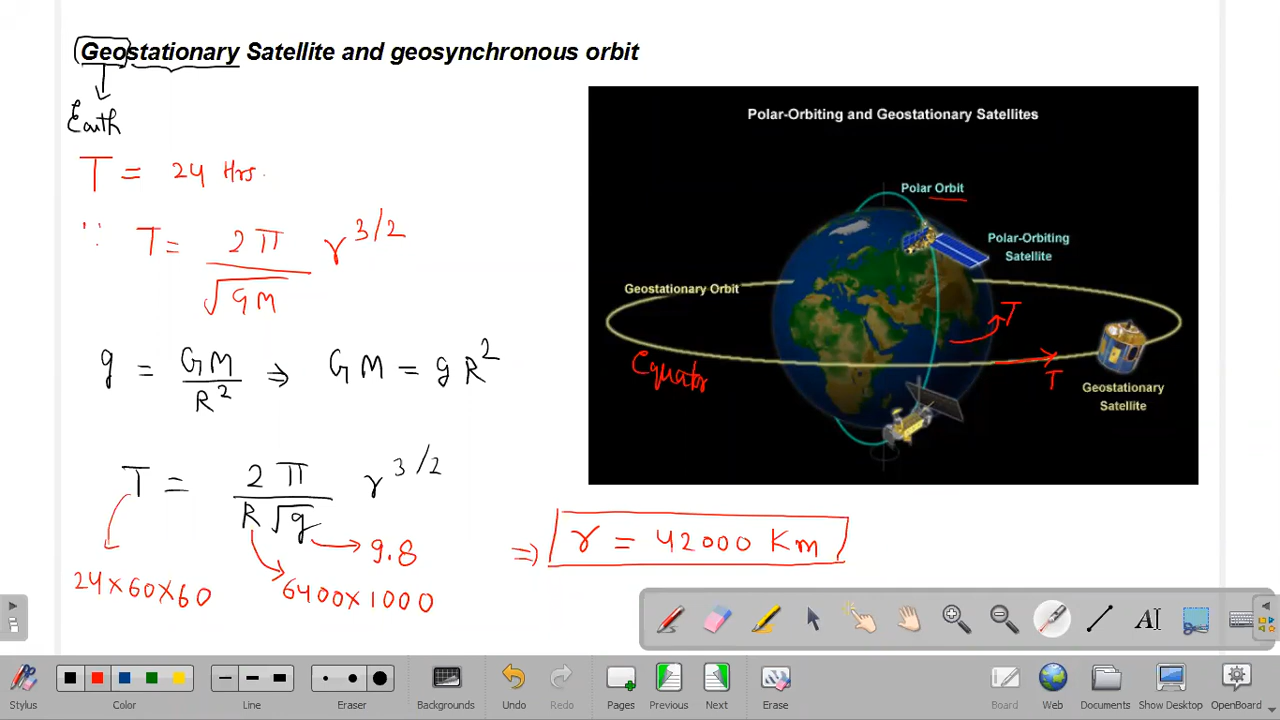 Geostationary Satellite and geosynchronous orbit
Earth
T = 24 Hrs.
∵ T = 2π/√GM r^3/2
g = GM/R² ⇒ GM = gR²
T = 2π/R√g r^3/2
9.8
24×60×60
6400×1000
⇒ r = 42000 Km
Polar-Orbiting and Geostationary Satellites
Polar Orbit
Polar-Orbiting
Satellite
Geostationary Orbit
T
Equator
T
Geostationary
Satellite
Stylus
Color
Line
Eraser
Backgrounds
Undo
Redo
Pages
Previous
Next
Erase
Board
Web
Documents
Show Desktop
OpenBoard